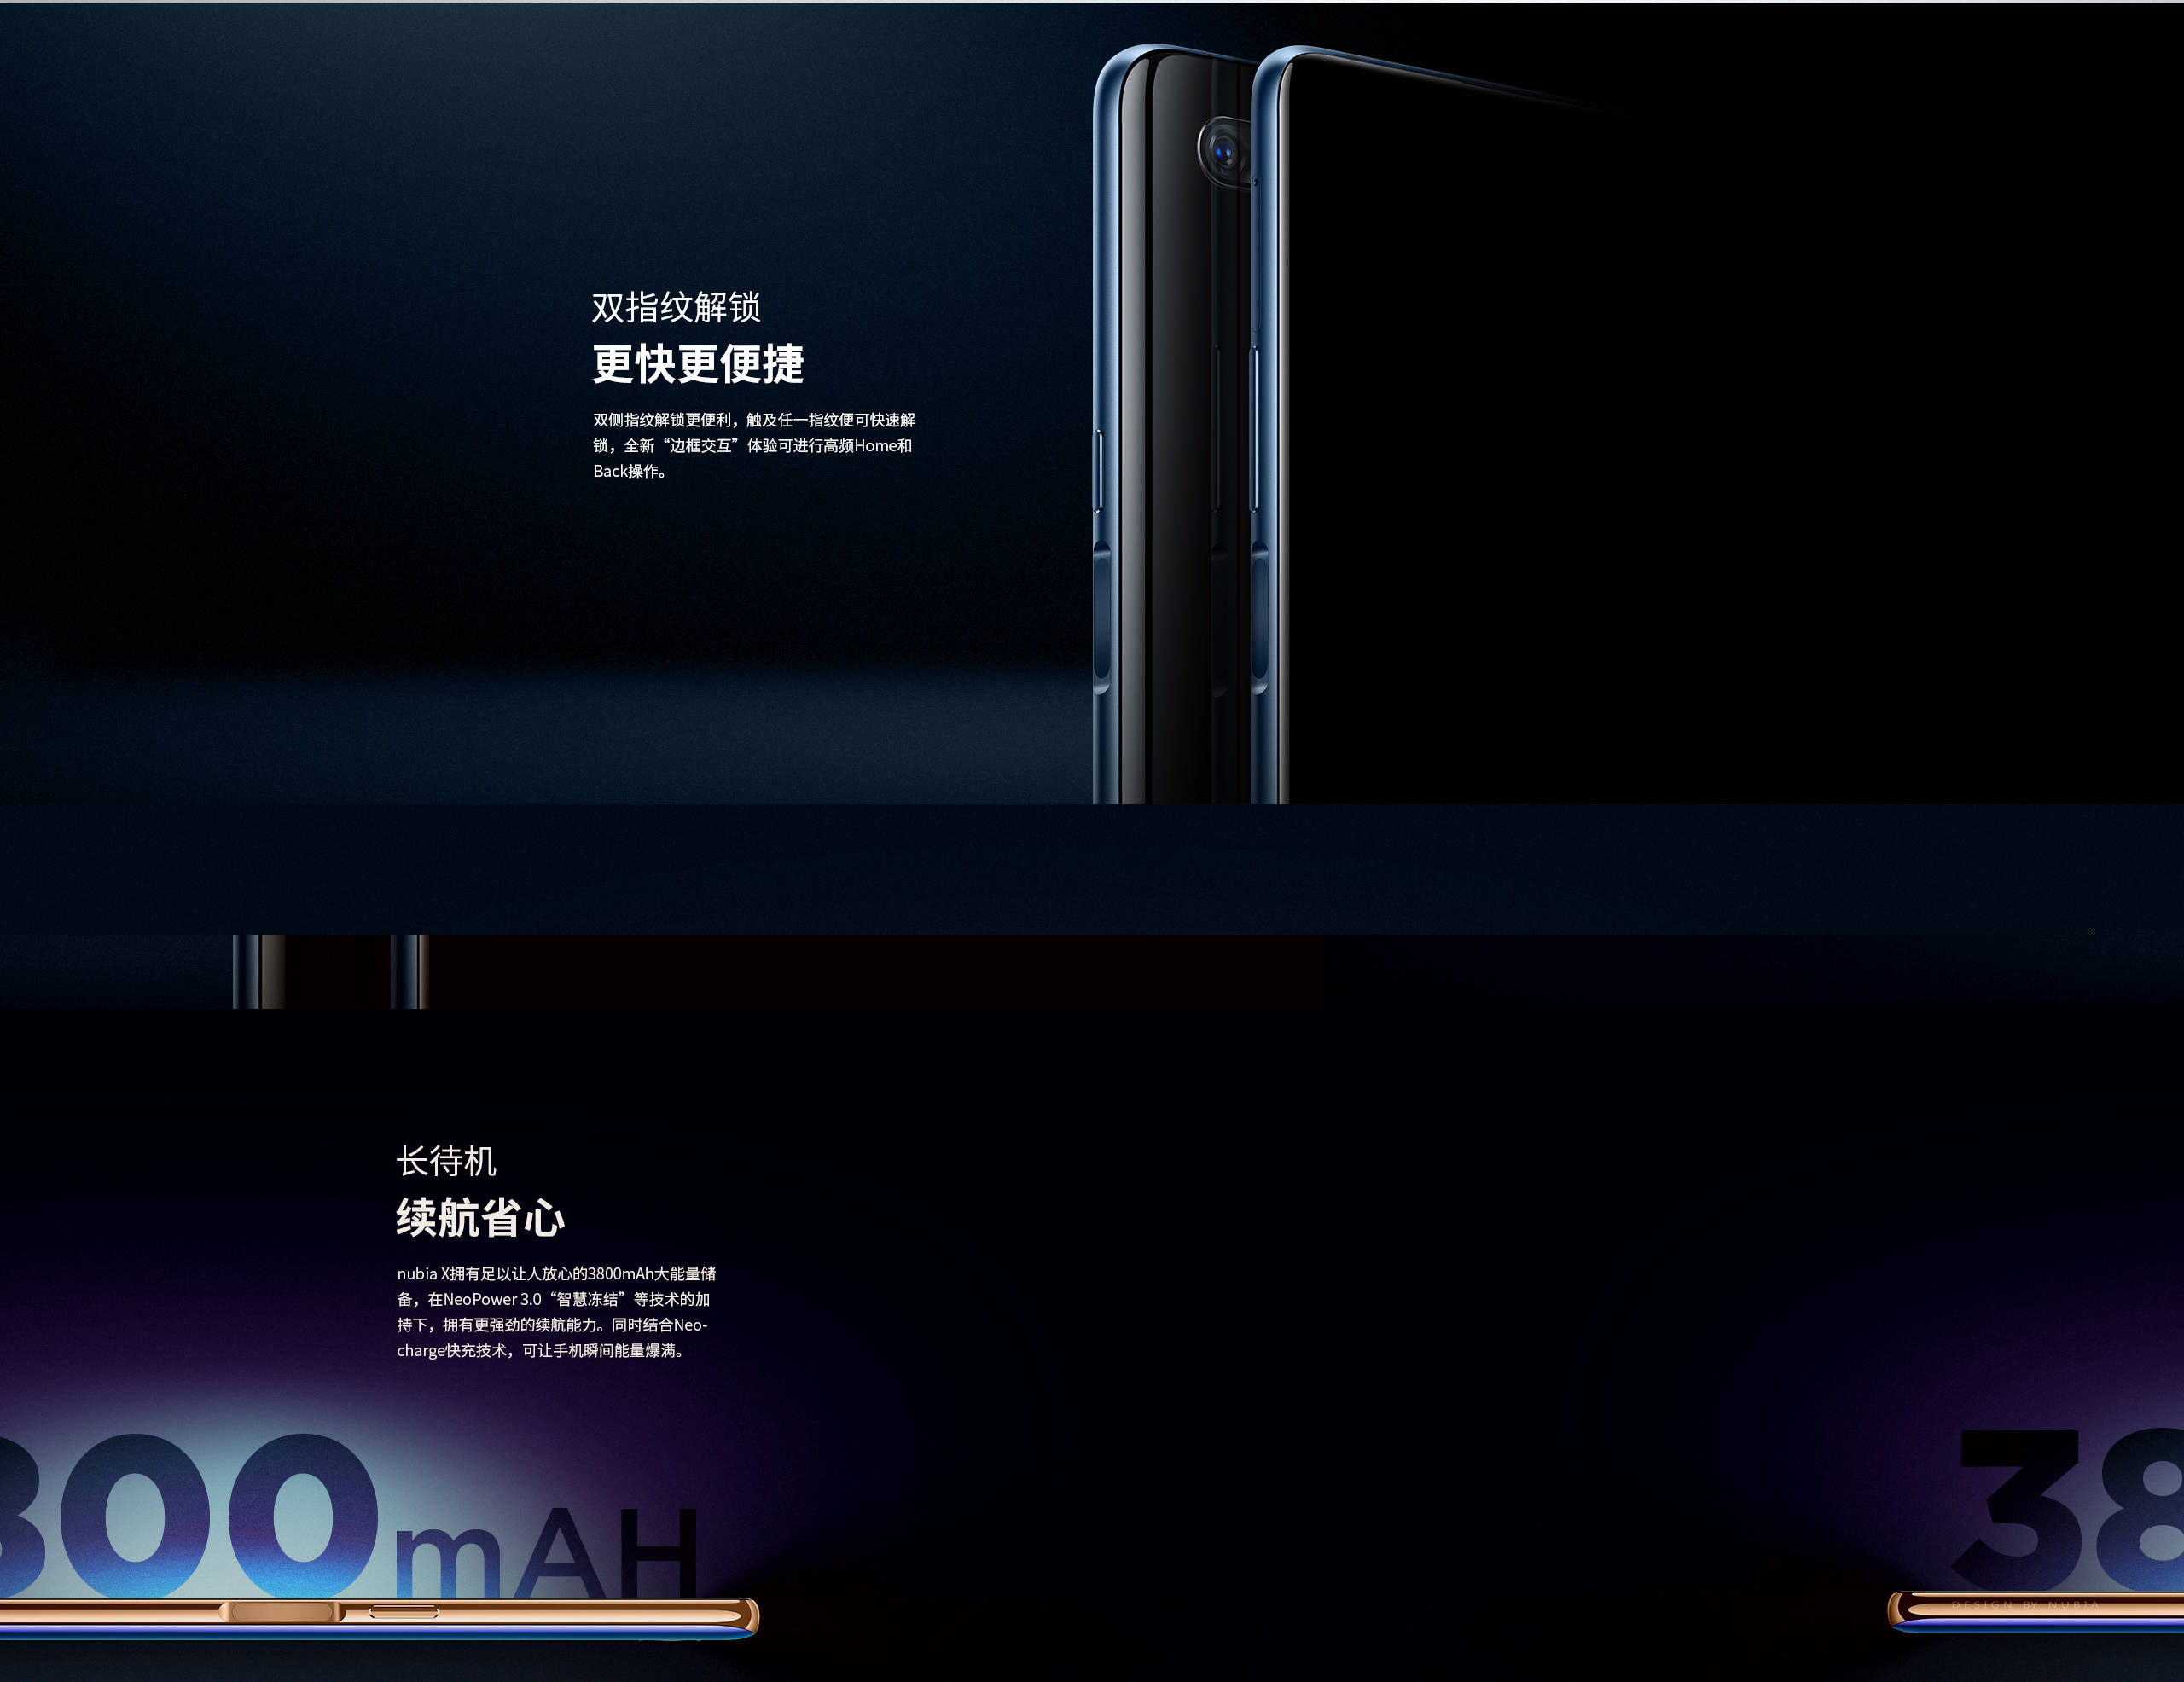 双指纹解锁
更快更便捷
双侧指纹解锁更便利，触及任一指纹便可快速解
锁，全新“边框交互”体验可进行高频Home和
Back操作。
长待机
续航省心
nubia X拥有足以让人放心的3800mAh大能量储
备，在NeoPower 3.0“智慧冻结”等技术的加
持下，拥有更强劲的续航能力。同时结合Neo-
charge快充技术，可让手机瞬间能量爆满。
800mAH
38
DESIGN BY NUBIA